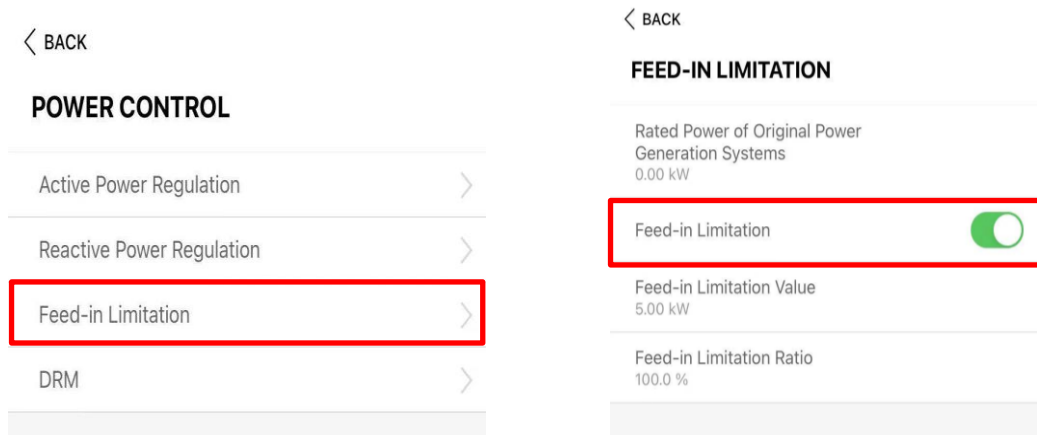 BACK
POWER CONTROL
Active Power Regulation
Reactive Power Regulation
Feed-in Limitation
DRM
BACK
FEED-IN LIMITATION
Rated Power of Original Power
Generation Systems
0.00 kW
Feed-in Limitation
Feed-in Limitation Value
5.00 kW
Feed-in Limitation Ratio
100.0 %